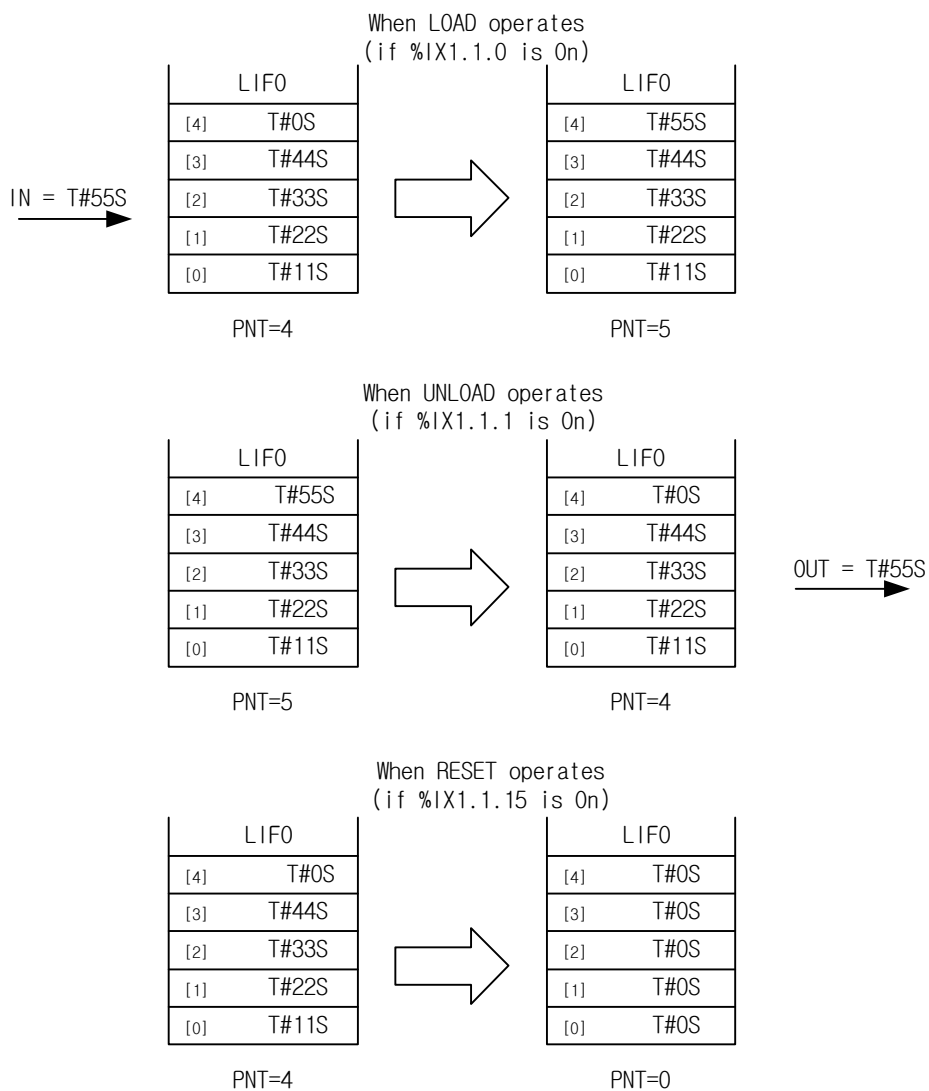 When LOAD operates
(if %IX1.1.0 is On)
LIFO
LIFO
[4] T#0S
[4] T#55S
[3] T#44S
[3] T#44S
IN = T#55S
[2] T#33S
[2] T#33S
[1] T#22S
[1] T#22S
[0] T#11S
[0] T#11S
PNT=4
PNT=5
When UNLOAD operates
(if %IX1.1.1 is On)
LIFO
LIFO
[4] T#55S
[4] T#0S
[3] T#44S
[3] T#44S
[2] T#33S
[2] T#33S
OUT = T#55S
[1] T#22S
[1] T#22S
[0] T#11S
[0] T#11S
PNT=5
PNT=4
When RESET operates
(if %IX1.1.15 is On)
LIFO
LIFO
[4] T#0S
[4] T#0S
[3] T#44S
[3] T#0S
[2] T#33S
[2] T#0S
[1] T#22S
[1] T#0S
[0] T#11S
[0] T#0S
PNT=4
PNT=0